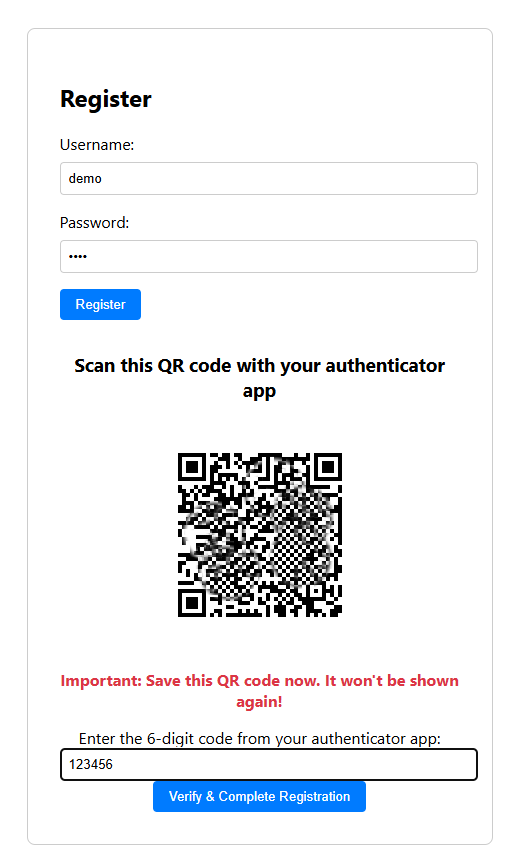 Register
Username:
demo
Password:
••••
Register
Scan this QR code with your authenticator
app
Important: Save this QR code now. It won't be shown
again!
Enter the 6-digit code from your authenticator app:
123456
Verify & Complete Registration